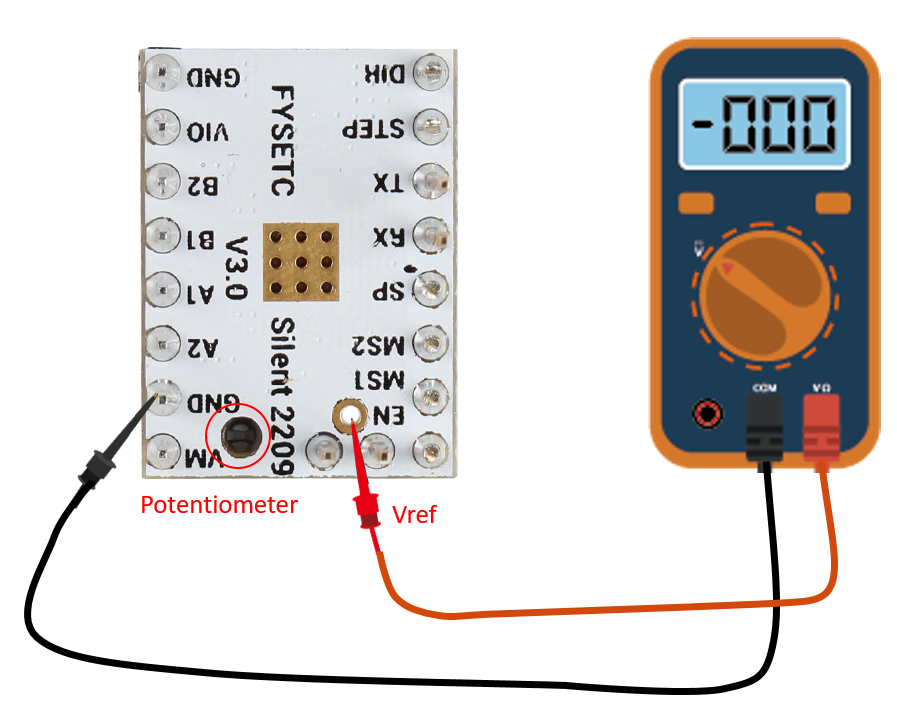 GND
VIO
B2
B1
A1
A2
GND
VM
FYSETC
V3.0
Silent 2209
DIR
STEP
TX
RX
SP
MS2
MS1
EN
Potentiometer
Vref
-000
V
COM
VΩ